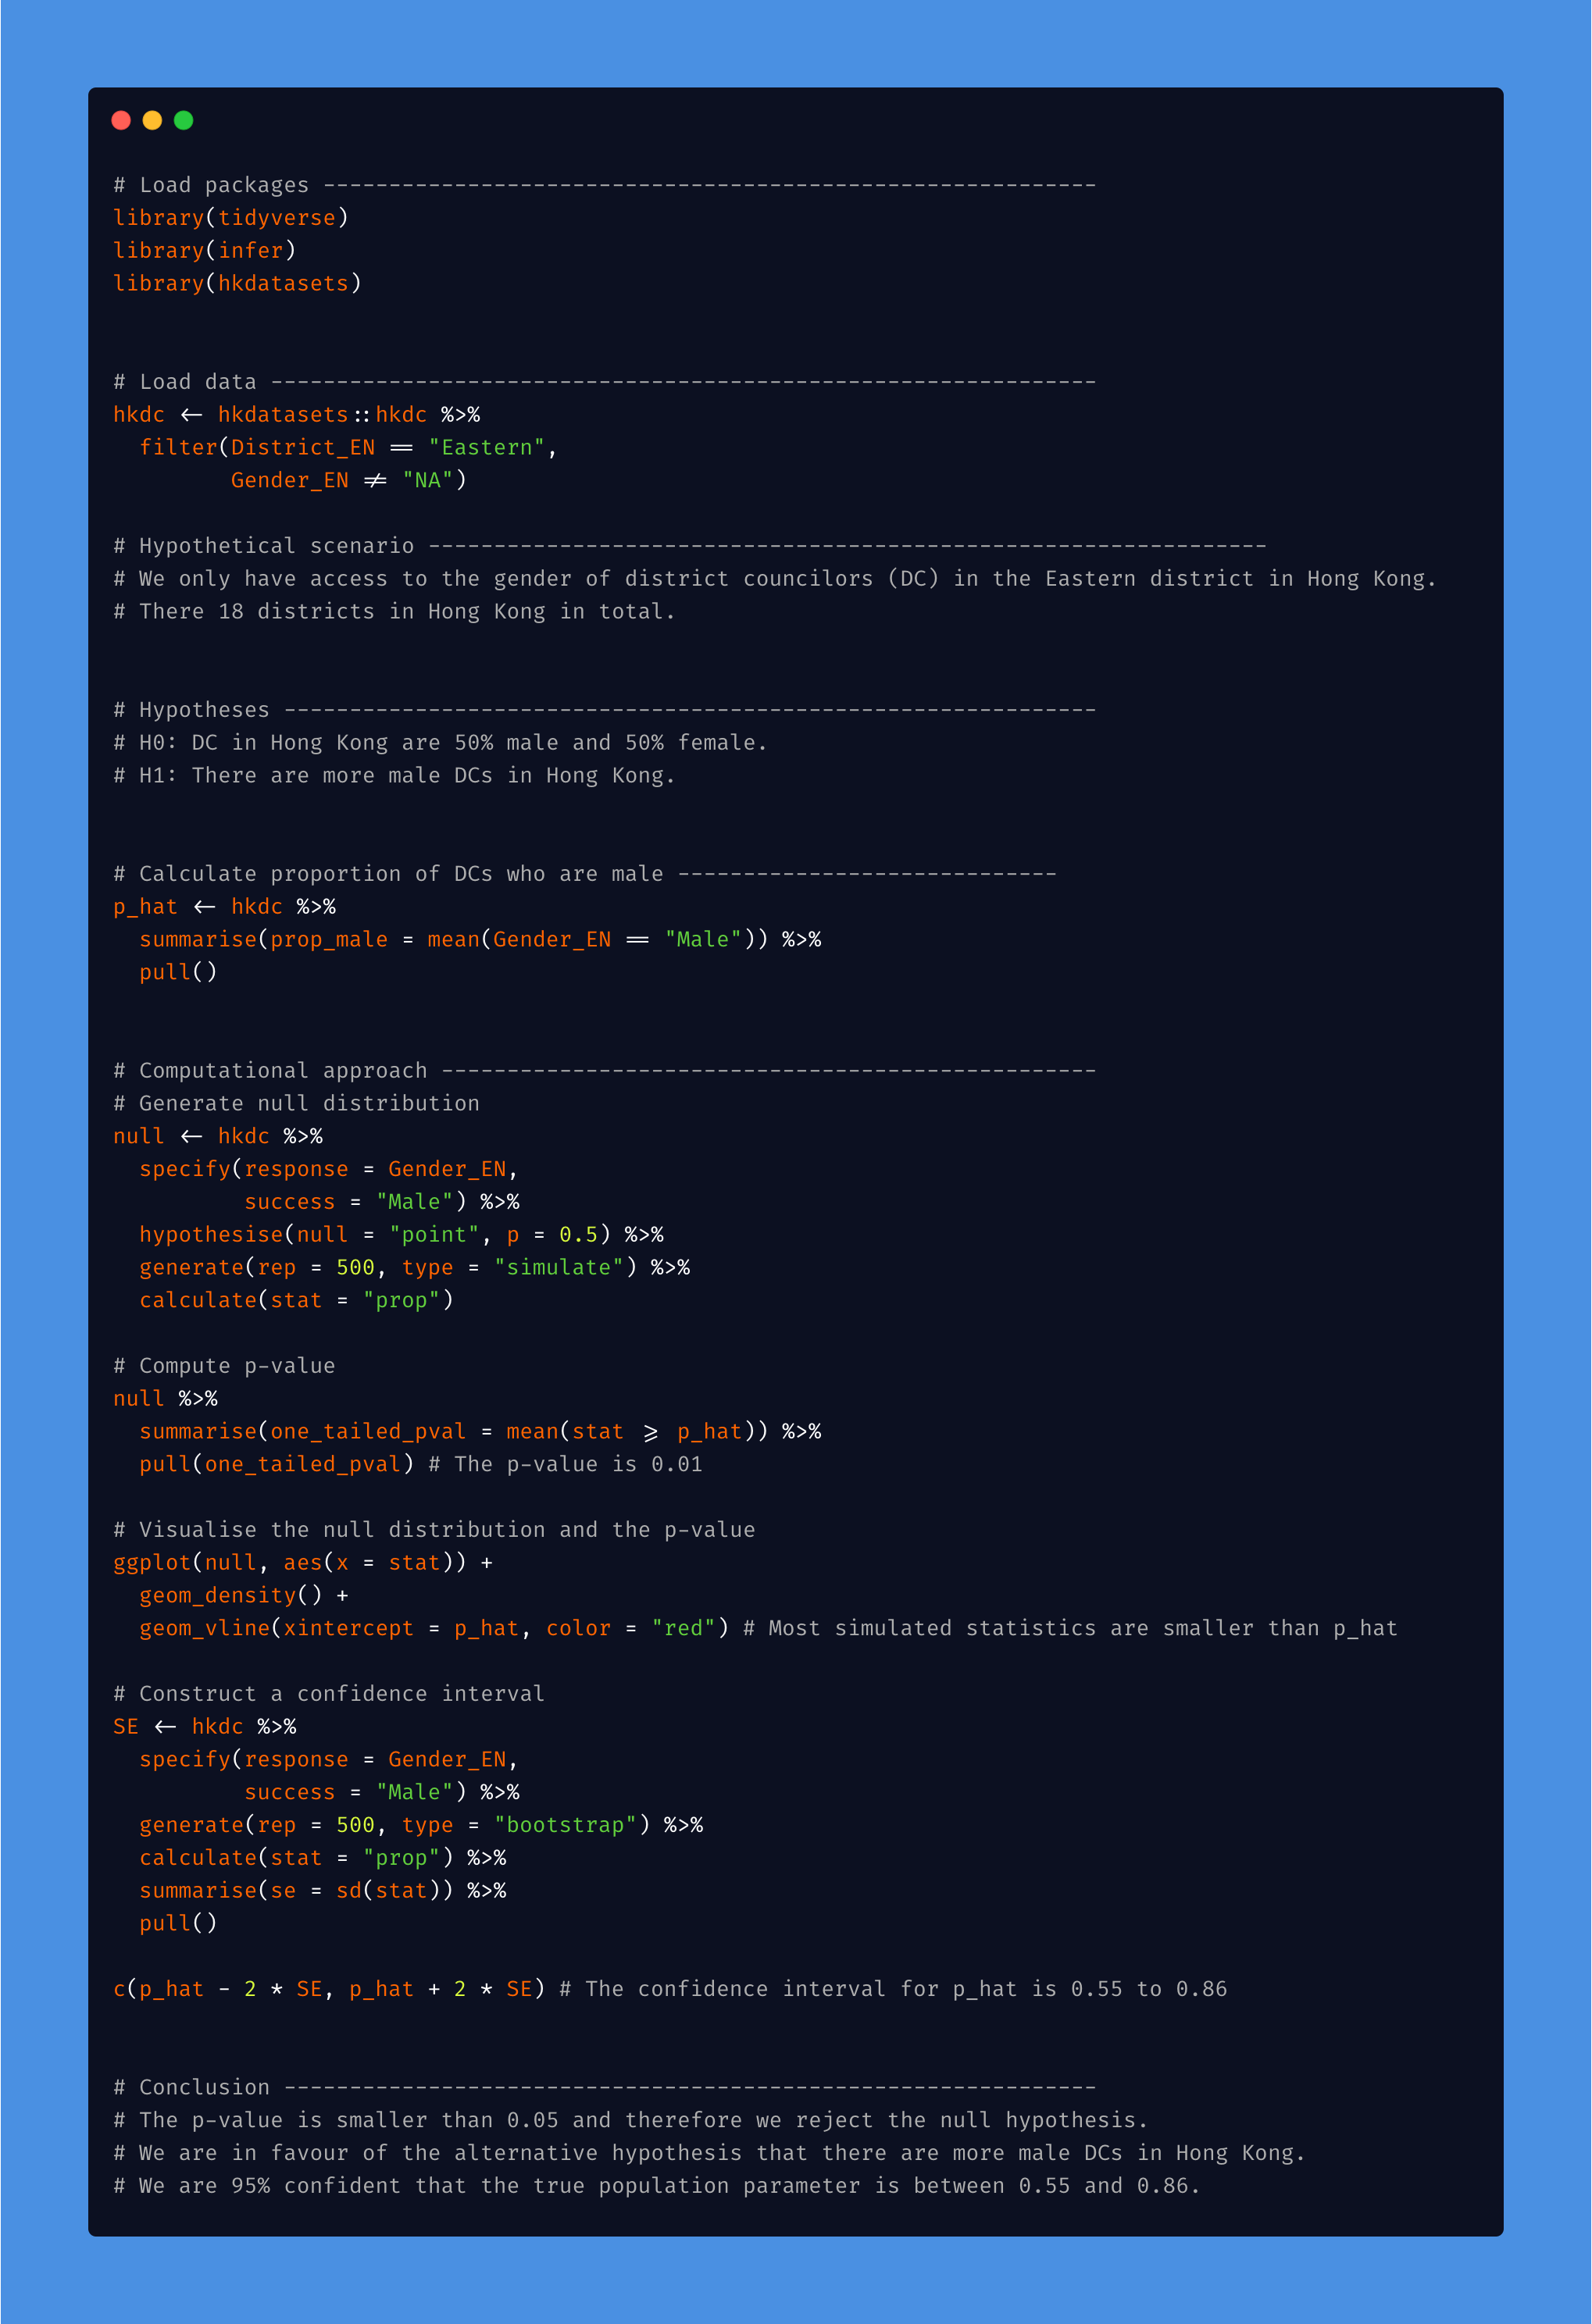 # Load packages -----------------------------------------------------------
library(tidyverse)
library(infer)
library(hkdatasets)
# Load data ---------------------------------------------------------------
hkdc <- hkdatasets::hkdc %>%
  filter(District_EN == "Eastern",
         Gender_EN != "NA")
# Hypothetical scenario ----------------------------------------------------------------
# We only have access to the gender of district councilors (DC) in the Eastern district in Hong Kong.
# There 18 districts in Hong Kong in total.
# Hypotheses --------------------------------------------------------------
# H0: DC in Hong Kong are 50% male and 50% female.
# H1: There are more male DCs in Hong Kong.
# Calculate proportion of DCs who are male -----------------------------
p_hat <- hkdc %>%
  summarise(prop_male = mean(Gender_EN == "Male")) %>%
  pull()
# Computational approach --------------------------------------------------
# Generate null distribution
null <- hkdc %>%
  specify(response = Gender_EN,
          success = "Male") %>%
  hypothesise(null = "point", p = 0.5) %>%
  generate(rep = 500, type = "simulate") %>%
  calculate(stat = "prop")
# Compute p-value
null %>%
  summarise(one_tailed_pval = mean(stat >= p_hat)) %>%
  pull(one_tailed_pval) # The p-value is 0.01
# Visualise the null distribution and the p-value
ggplot(null, aes(x = stat)) +
  geom_density() +
  geom_vline(xintercept = p_hat, color = "red") # Most simulated statistics are smaller than p_hat
# Construct a confidence interval
SE <- hkdc %>%
  specify(response = Gender_EN,
          success = "Male") %>%
  generate(rep = 500, type = "bootstrap") %>%
  calculate(stat = "prop") %>%
  summarise(se = sd(stat)) %>%
  pull()
c(p_hat - 2 * SE, p_hat + 2 * SE) # The confidence interval for p_hat is 0.55 to 0.86
# Conclusion --------------------------------------------------------------
# The p-value is smaller than 0.05 and therefore we reject the null hypothesis.
# We are in favour of the alternative hypothesis that there are more male DCs in Hong Kong.
# We are 95% confident that the true population parameter is between 0.55 and 0.86.